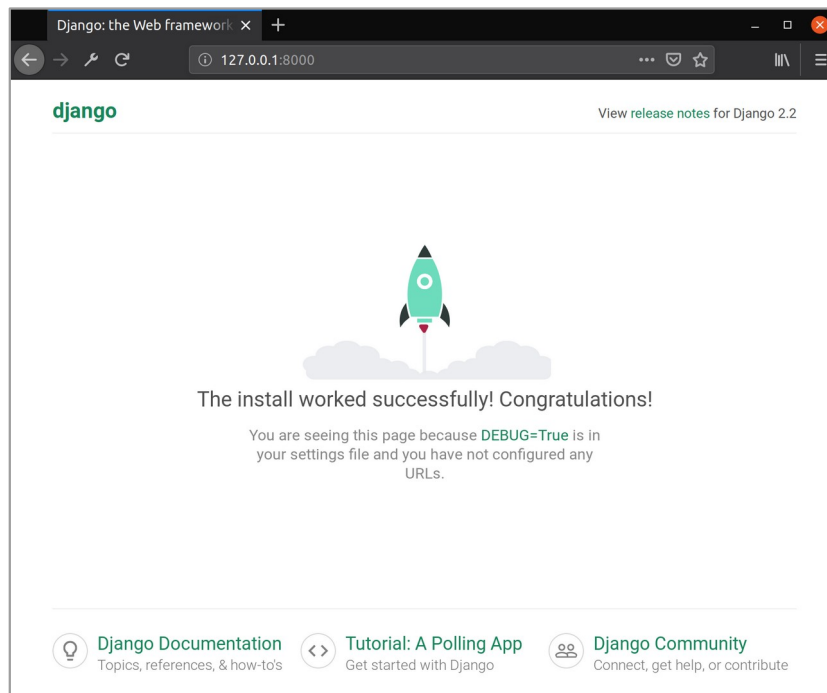 Django: the Web framework
127.0.0.1:8000
django
View release notes for Django 2.2
The install worked successfully! Congratulations!
You are seeing this page because DEBUG=True is in
your settings file and you have not configured any
URLs.
Django Documentation
Topics, references, & how-to's
Tutorial: A Polling App
Get started with Django
Django Community
Connect, get help, or contribute